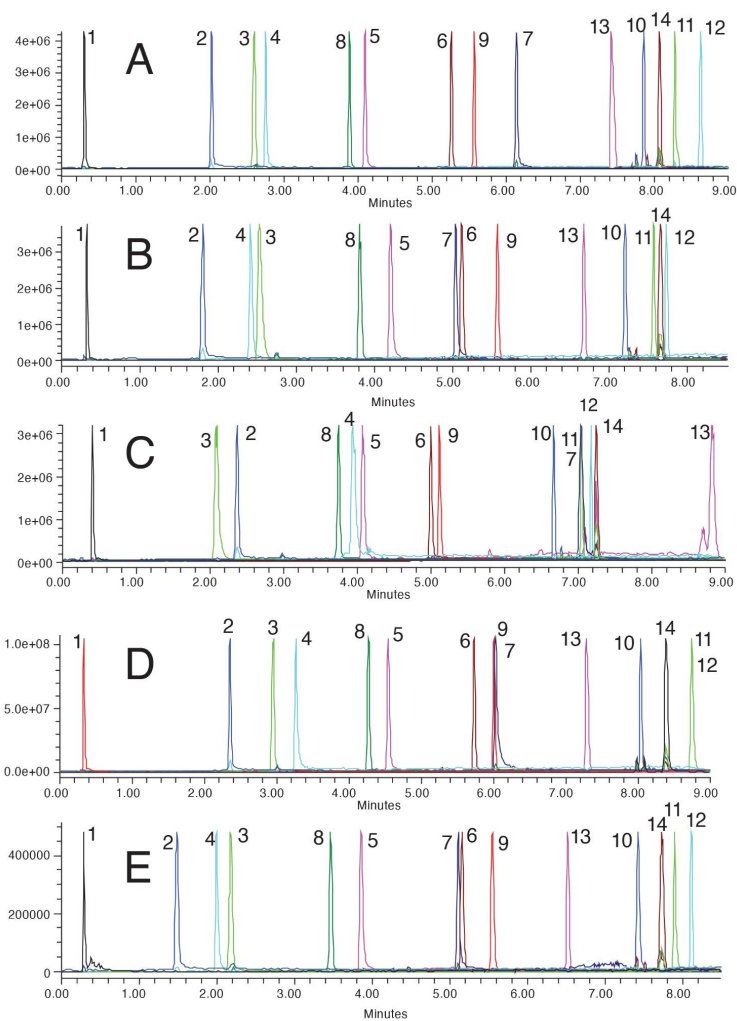 1 2 3 4 8 5 6 9 7 13 10 14 11 12
A
4e+06
3e+06
2e+06
1e+06
0e+00
0.00 1.00 2.00 3.00 4.00 5.00 6.00 7.00 8.00 9.00
Minutes
1 2 4 3 8 5 7 6 9 13 10 11 14 12
B
3e+06
2e+06
1e+06
0e+00
0.00 1.00 2.00 3.00 4.00 5.00 6.00 7.00 8.00
Minutes
12
1 3 2 8 4 5 6 9 10 11 14 13
7
C
3e+06
2e+06
1e+06
0e+00
0.00 1.00 2.00 3.00 4.00 5.00 6.00 7.00 8.00 9.00
Minutes
1 2 3 4 8 5 6 9 13 10 14 11
7 12
D
1.0e+08
5.0e+07
0.0e+00
0.00 1.00 2.00 3.00 4.00 5.00 6.00 7.00 8.00 9.00
Minutes
1 2 4 3 8 5 7 6 9 13 10 14 11 12
E
400000
200000
0
0.00 1.00 2.00 3.00 4.00 5.00 6.00 7.00 8.00
Minutes